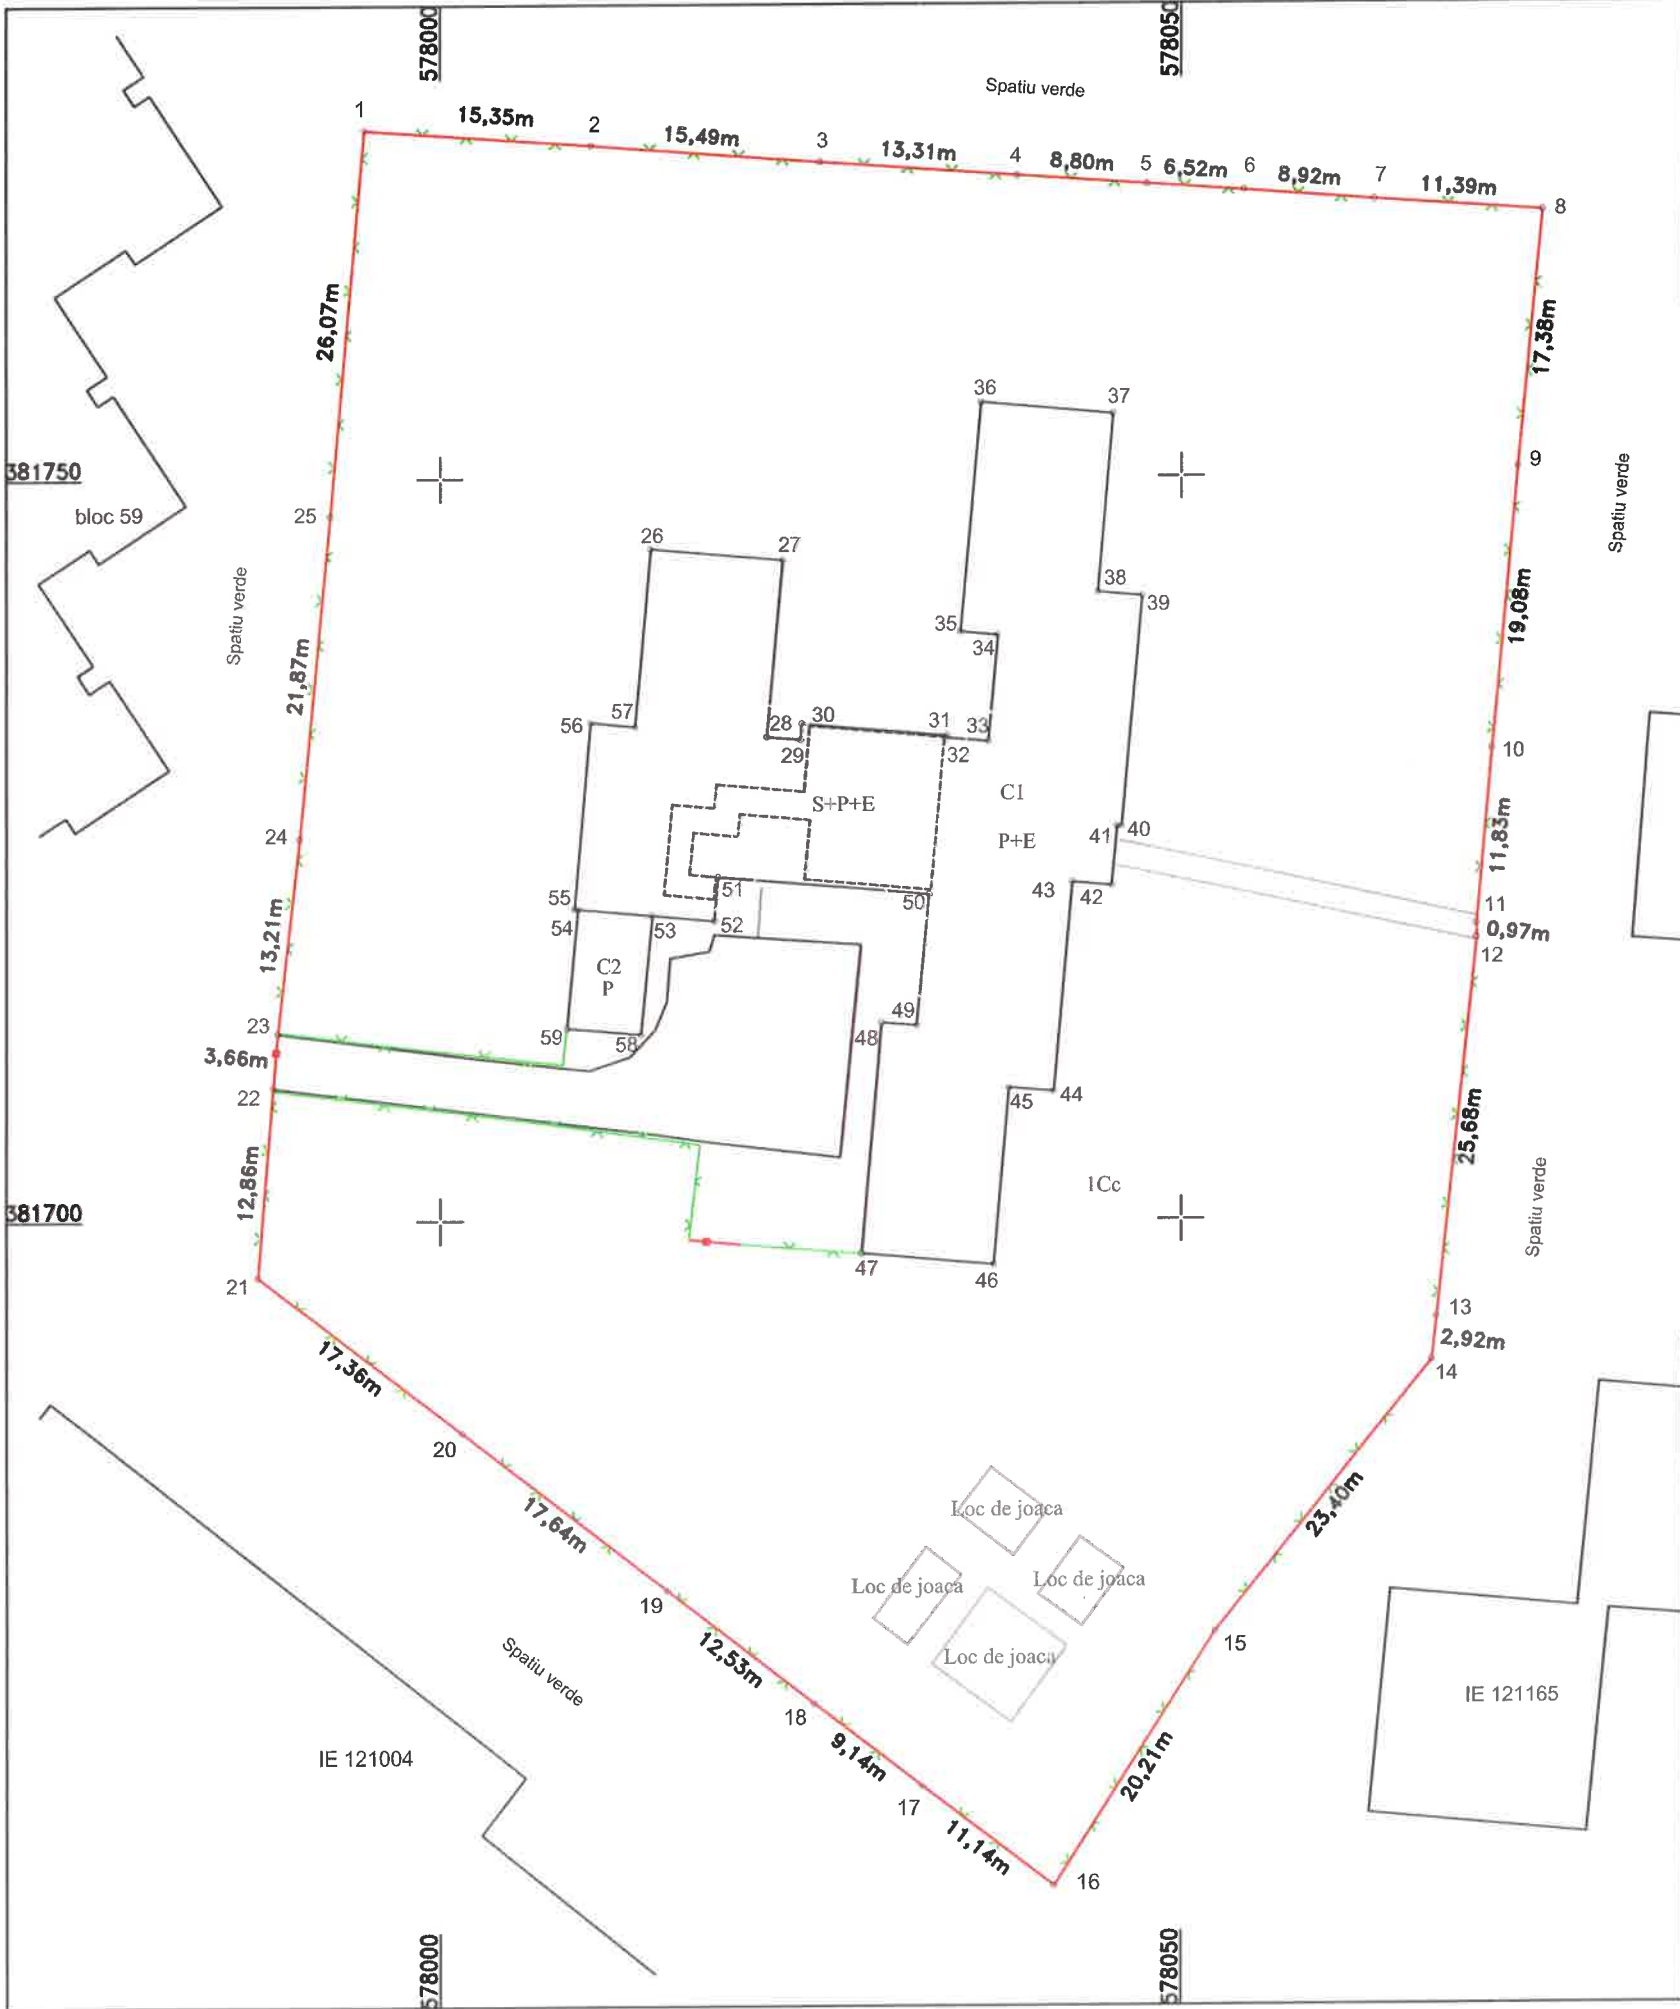 578000
578050
Spatiu verde
1
15,35m
2
15,49m
3
13,31m
4
8,80m
5
6,52m
6
8,92m
7
11,39m
8
26,07m
17,38m
36
37
381750
bloc 59
25
9
Spatiu verde
26
27
38
39
Spatiu verde
21,87m
19,08m
35
34
56
57
28
30
31
33
29
32
10
S+P+E
C1
P+E
24
41
40
11,83m
51
50
43
42
55
54
53
52
11
0,97m
12
13,21m
C2
P
23
59
58
48
49
3,66m
22
45
44
25,68m
12,86m
1Cc
Spatiu verde
381700
47
46
21
13
2,92m
14
17,36m
20
17,64m
Loc de joaca
23,40m
Loc de joaca
Loc de joaca
19
15
Spatiu verde
12,53m
Loc de joaca
IE 121165
18
9,14m
IE 121004
20,21m
17
11,14m
16
578000
578050